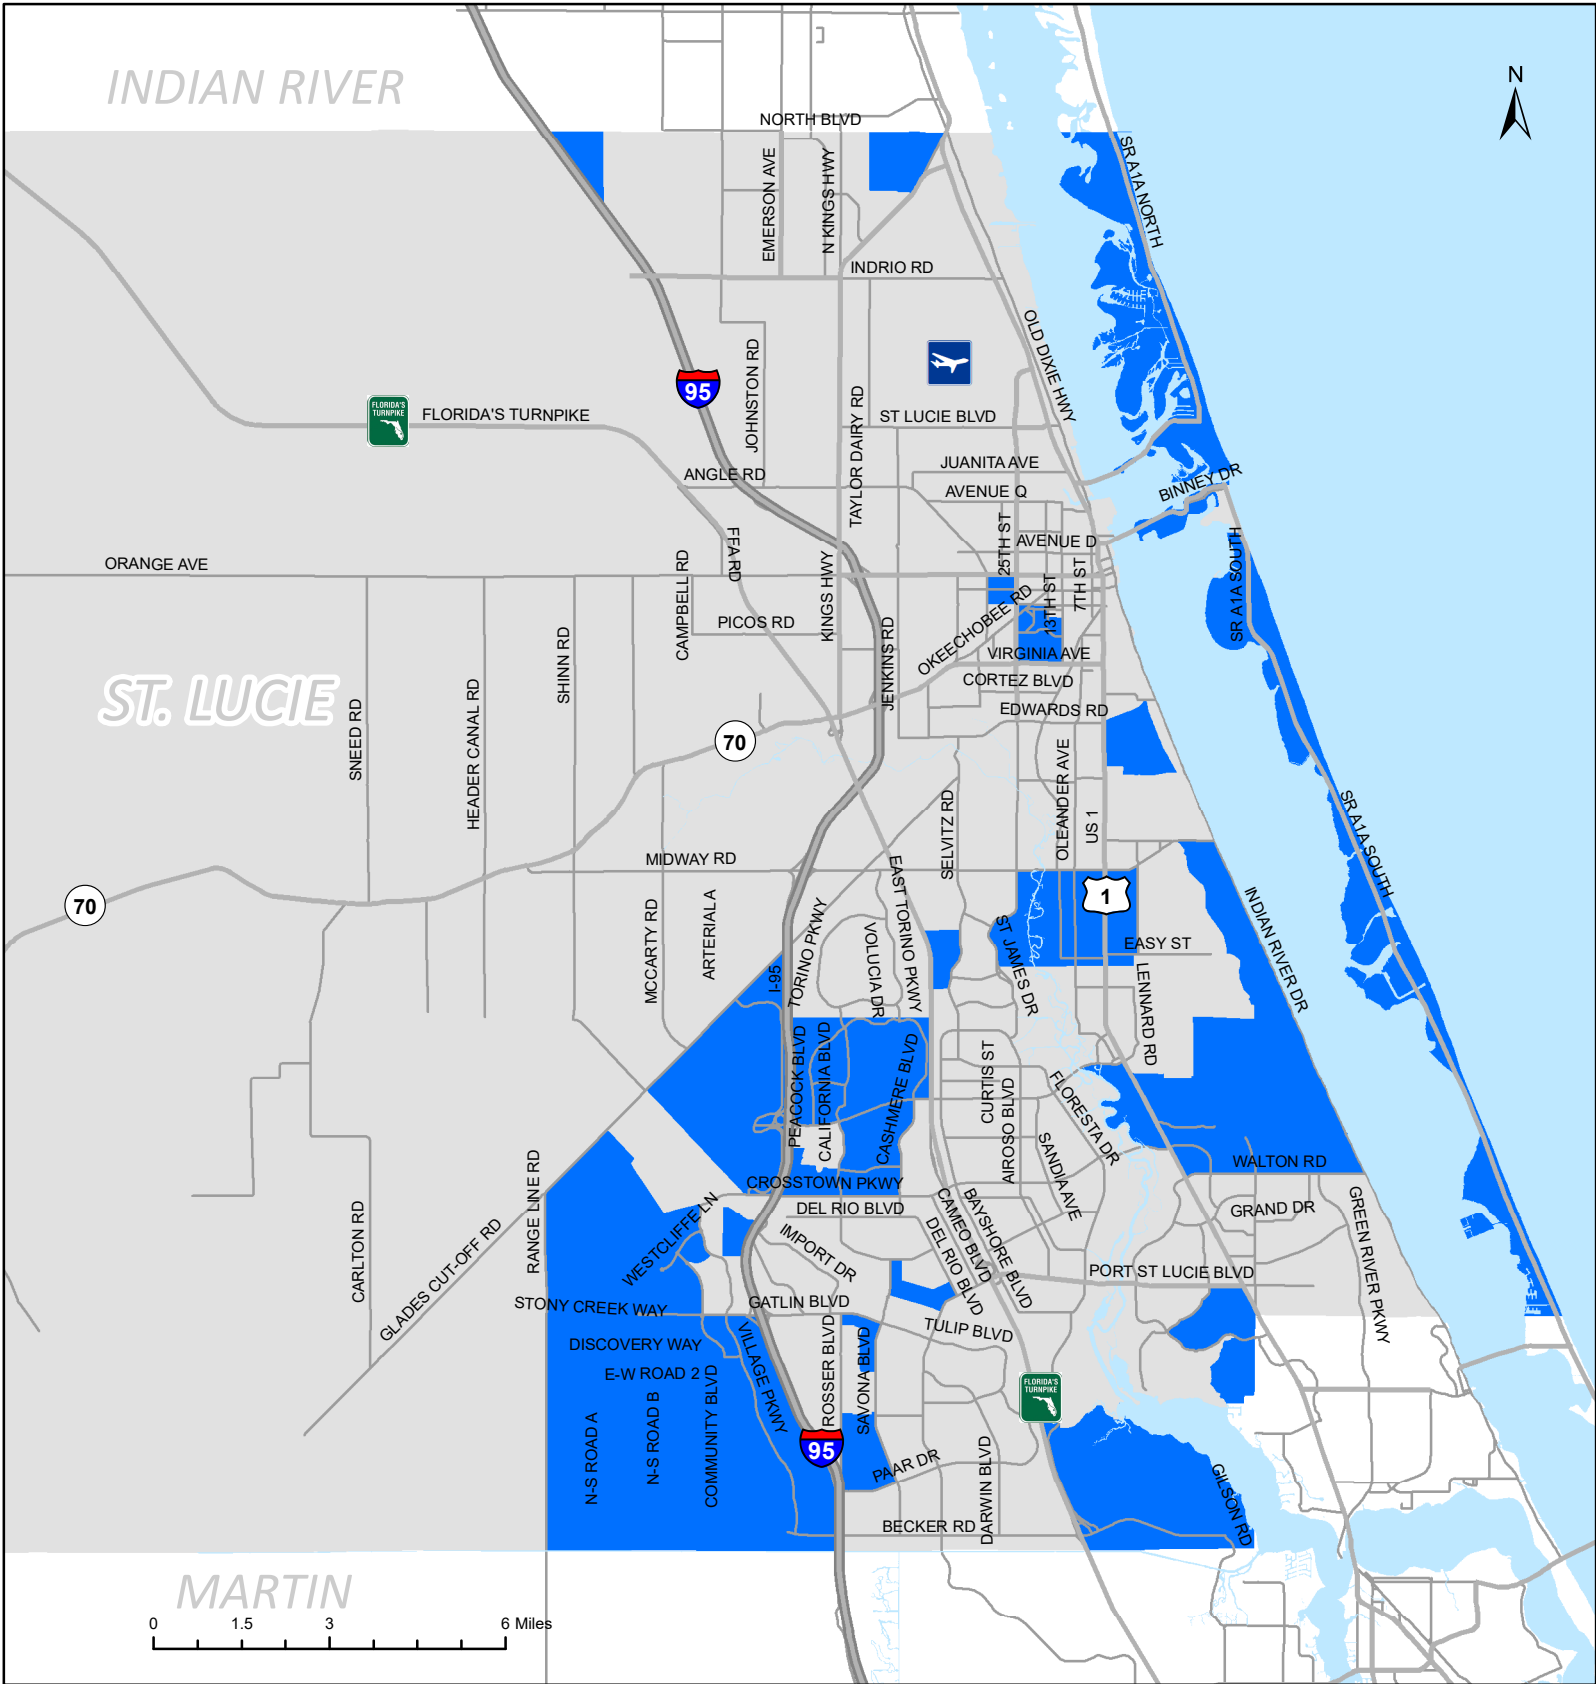 INDIAN RIVER
N
NORTH BLVD
SR A1A NORTH
EMERSON AVE
N KINGS HWY
INDRIO RD
OLD DIXIE HWY
95
JOHNSTON RD
FLORIDA'S
TURNPIKE
FLORIDA'S TURNPIKE
TAYLOR DAIRY RD
ST LUCIE BLVD
JUANITA AVE
ANGLE RD
BINNEY DR
AVENUE Q
25TH ST
AVENUE D
FFA RD
SR A1A SOUTH
ORANGE AVE
CAMPBELL RD
KINGS HWY
13TH ST
7TH ST
OKEECHOBEE RD
PICOS RD
JENKINS RD
SHINN RD
VIRGINIA AVE
CORTEZ BLVD
ST. LUCIE
SNEED RD
HEADER CANAL RD
EDWARDS RD
70
OLEANDER AVE
US 1
SELVITZ RD
SR A1A SOUTH
MIDWAY RD
EAST TORINO PKWY
70
MCCARTY RD
ARTERIAL A
TORINO PKWY
VOLUCIA DR
1
ST JAMES DR
EASY ST
INDIAN RIVER DR
I-95
LENNARD RD
PEACOCK BLVD
CALIFORNIA BLVD
CASHMERE BLVD
CURTIS ST
AIROSO BLVD
FLORESTA DR
SANDIA AVE
RANGE LINE RD
WALTON RD
CROSSTOWN PKWY
DEL RIO BLVD
CAMEO BLVD
BAYSHORE BLVD
GRAND DR
GREEN RIVER PKWY
CARLTON RD
GLADES CUT-OFF RD
WESTCLIFFE LN
IMPORT DR
DEL RIO BLVD
PORT ST LUCIE BLVD
STONY CREEK WAY
GATLIN BLVD
TULIP BLVD
DISCOVERY WAY
VILLAGE PKWY
ROSSER BLVD
SAVONA BLVD
E-W ROAD 2
FLORIDA'S
TURNPIKE
N-S ROAD A
N-S ROAD B
COMMUNITY BLVD
95
PAAR DR
DARWIN BLVD
GILSON RD
BECKER RD
MARTIN
0 1.5 3 6 Miles